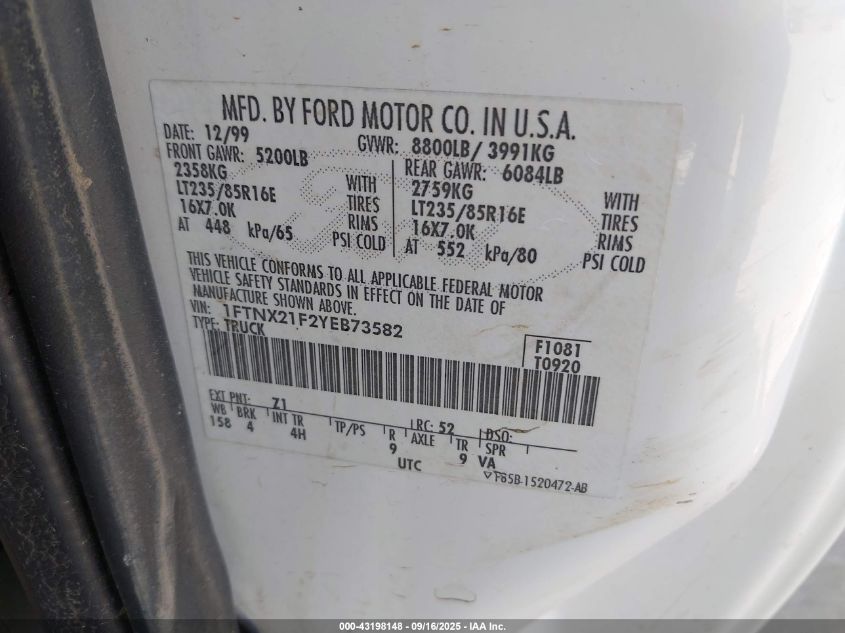 MFD. BY FORD MOTOR CO. IN U.S.A.
DATE: 12/99 GVWR: 8800LB/ 3991KG
FRONT GAWR: 5200LB REAR GAWR: 6084LB
2358KG WITH 2759KG WITH
LT235/85R16E TIRES LT235/85R16E TIRES
16X7.0K RIMS 16X7.0K RIMS
AT 448 kPa/65 PSI COLD AT 552 kPa/80 PSI COLD
THIS VEHICLE CONFORMS TO ALL APPLICABLE FEDERAL MOTOR
VEHICLE SAFETY STANDARDS IN EFFECT ON THE DATE OF
MANUFACTURE SHOWN ABOVE.
VIN: 1FTNX21F2YEB73582
TYPE: TRUCK
F1081
T0920
EXT PNT: Z1 RC: 52 DSO:
WB BRK INT TR TP/PS R AXLE TR SPR
158 4 4H 9 9 VA
UTC
F85B-1520472-AB
000-43198148 - 09/16/2025 - IAA Inc.